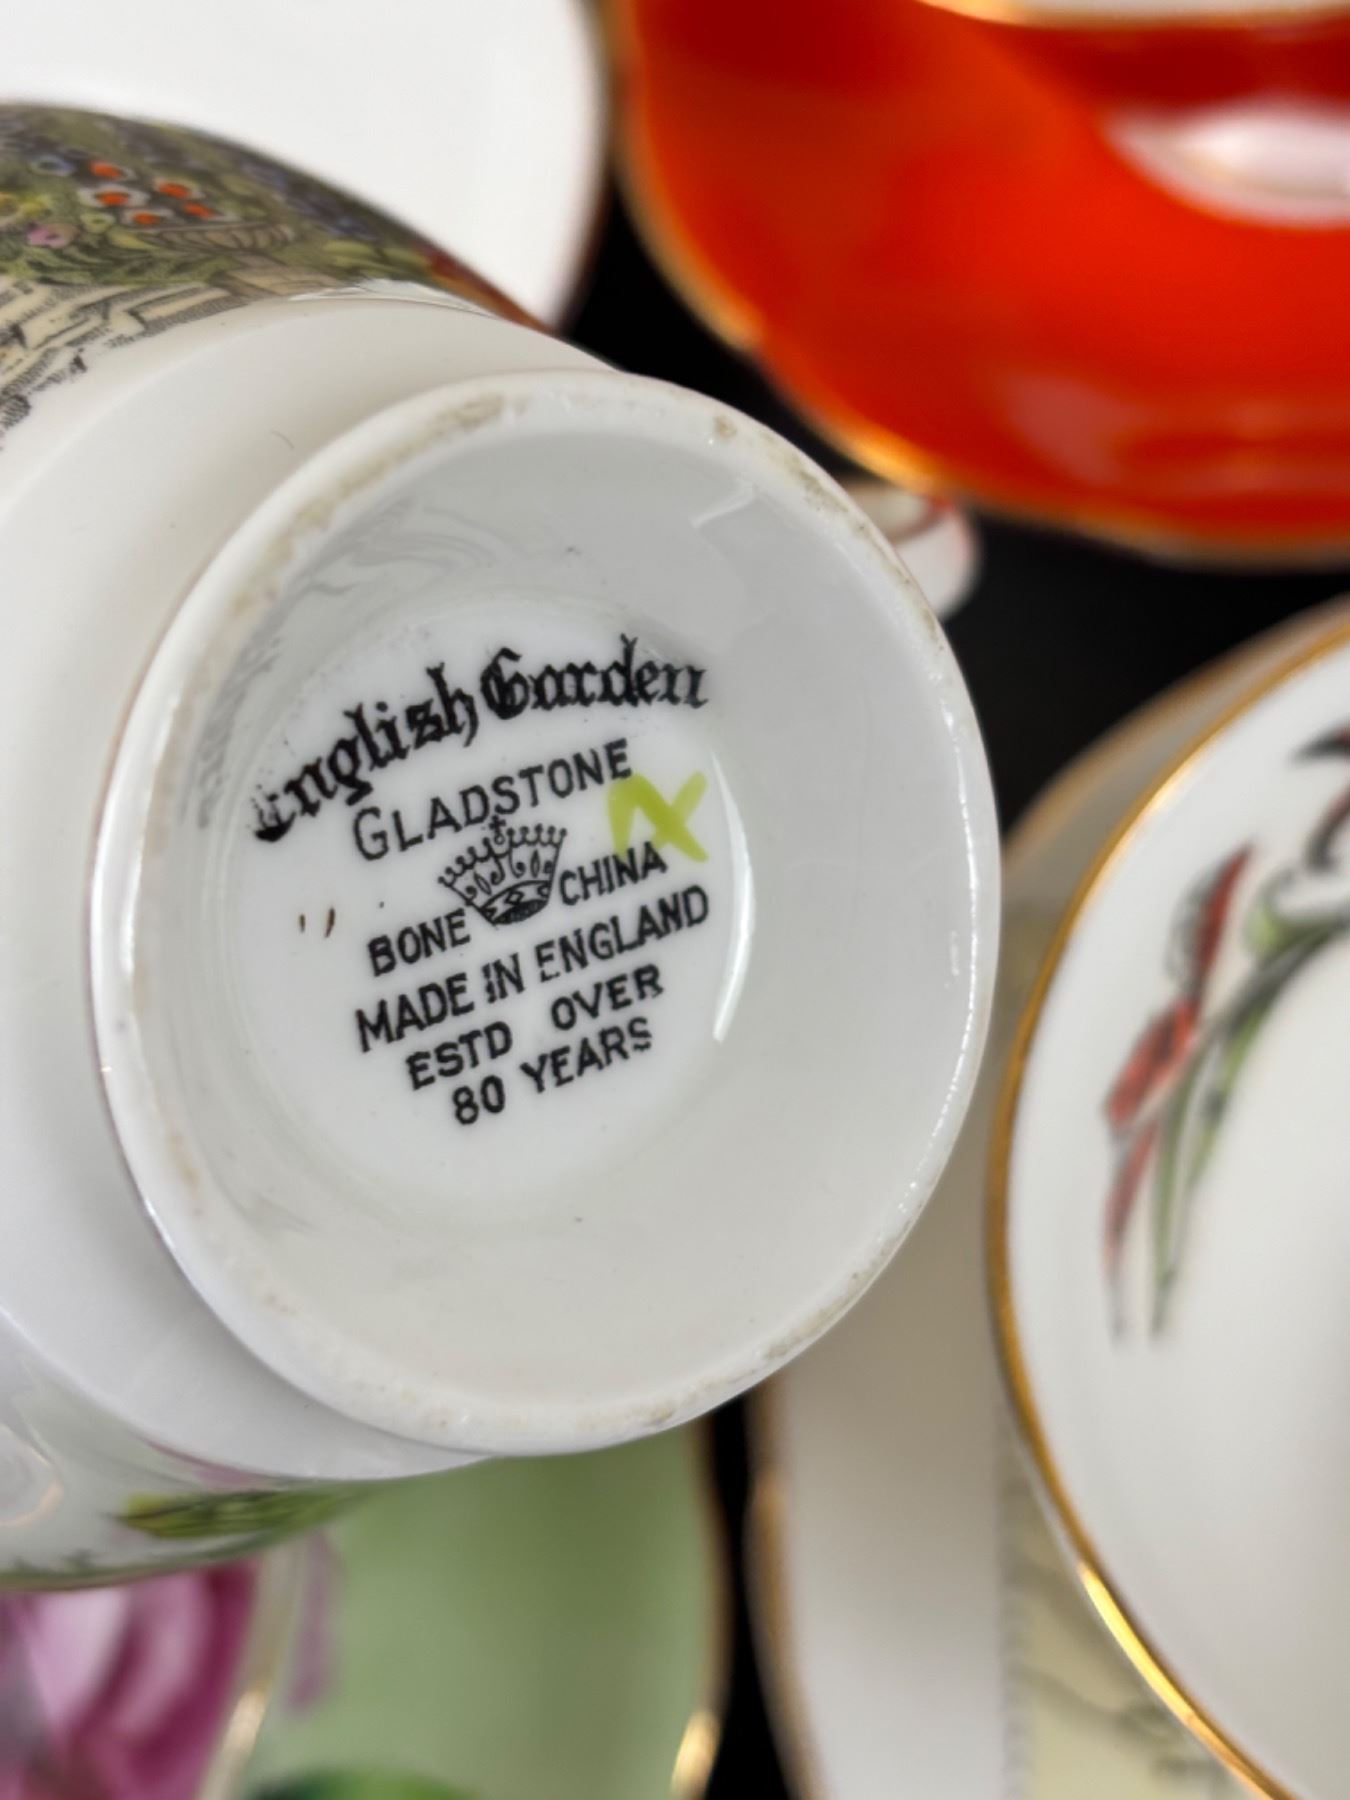 English Garden
GLADSTONE
BONE CHINA
MADE IN ENGLAND
ESTD OVER
80 YEARS